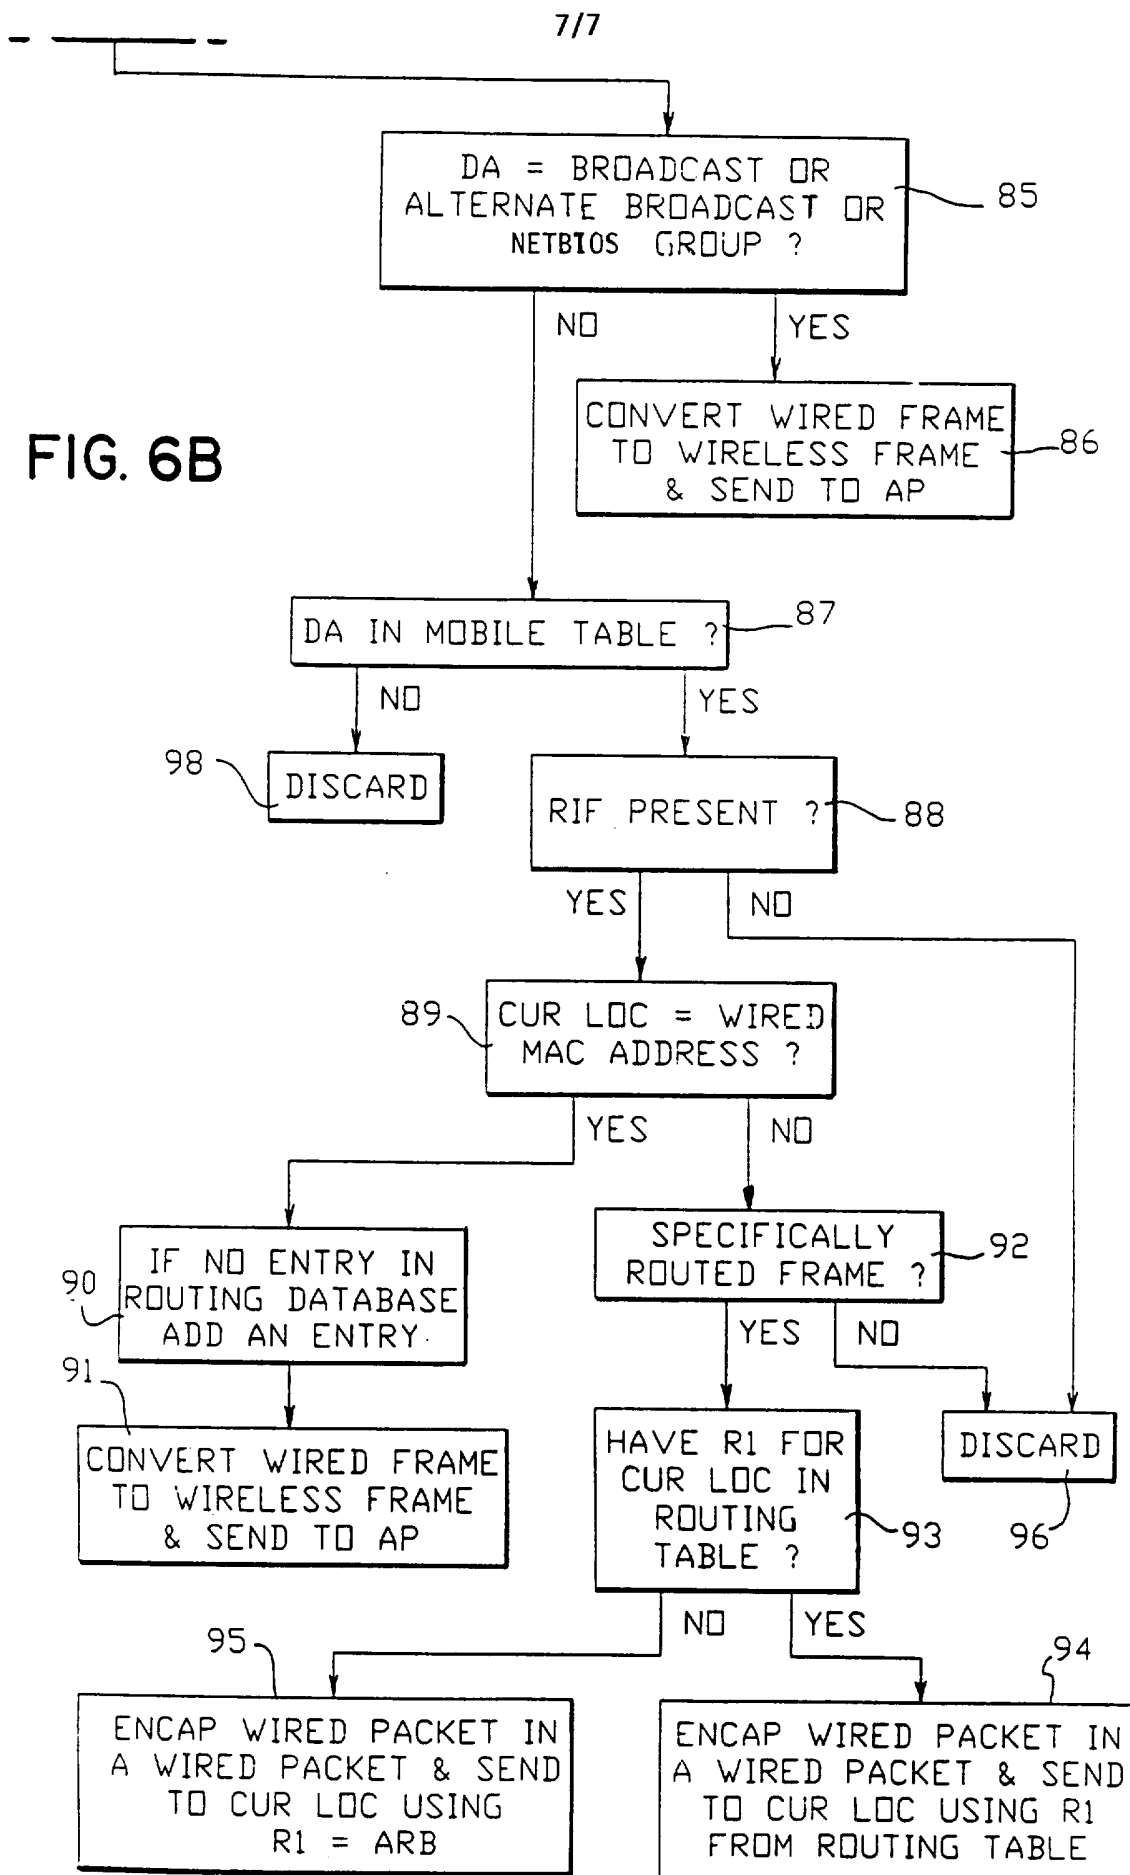 7/7
DA = BROADCAST OR
ALTERNATE BROADCAST OR
NETBIOS GROUP ?
85
NO
YES
CONVERT WIRED FRAME
TO WIRELESS FRAME
& SEND TO AP
86
FIG. 6B
DA IN MOBILE TABLE ?
87
NO
YES
98
DISCARD
RIF PRESENT ?
88
YES
NO
89
CUR LOC = WIRED
MAC ADDRESS ?
YES
NO
90
IF NO ENTRY IN
ROUTING DATABASE
ADD AN ENTRY
SPECIFICALLY
ROUTED FRAME ?
92
YES
NO
91
CONVERT WIRED FRAME
TO WIRELESS FRAME
& SEND TO AP
HAVE R1 FOR
CUR LOC IN
ROUTING
TABLE ?
93
DISCARD
96
NO
YES
95
ENCAP WIRED PACKET IN
A WIRED PACKET & SEND
TO CUR LOC USING
R1 = ARB
94
ENCAP WIRED PACKET IN
A WIRED PACKET & SEND
TO CUR LOC USING R1
FROM ROUTING TABLE